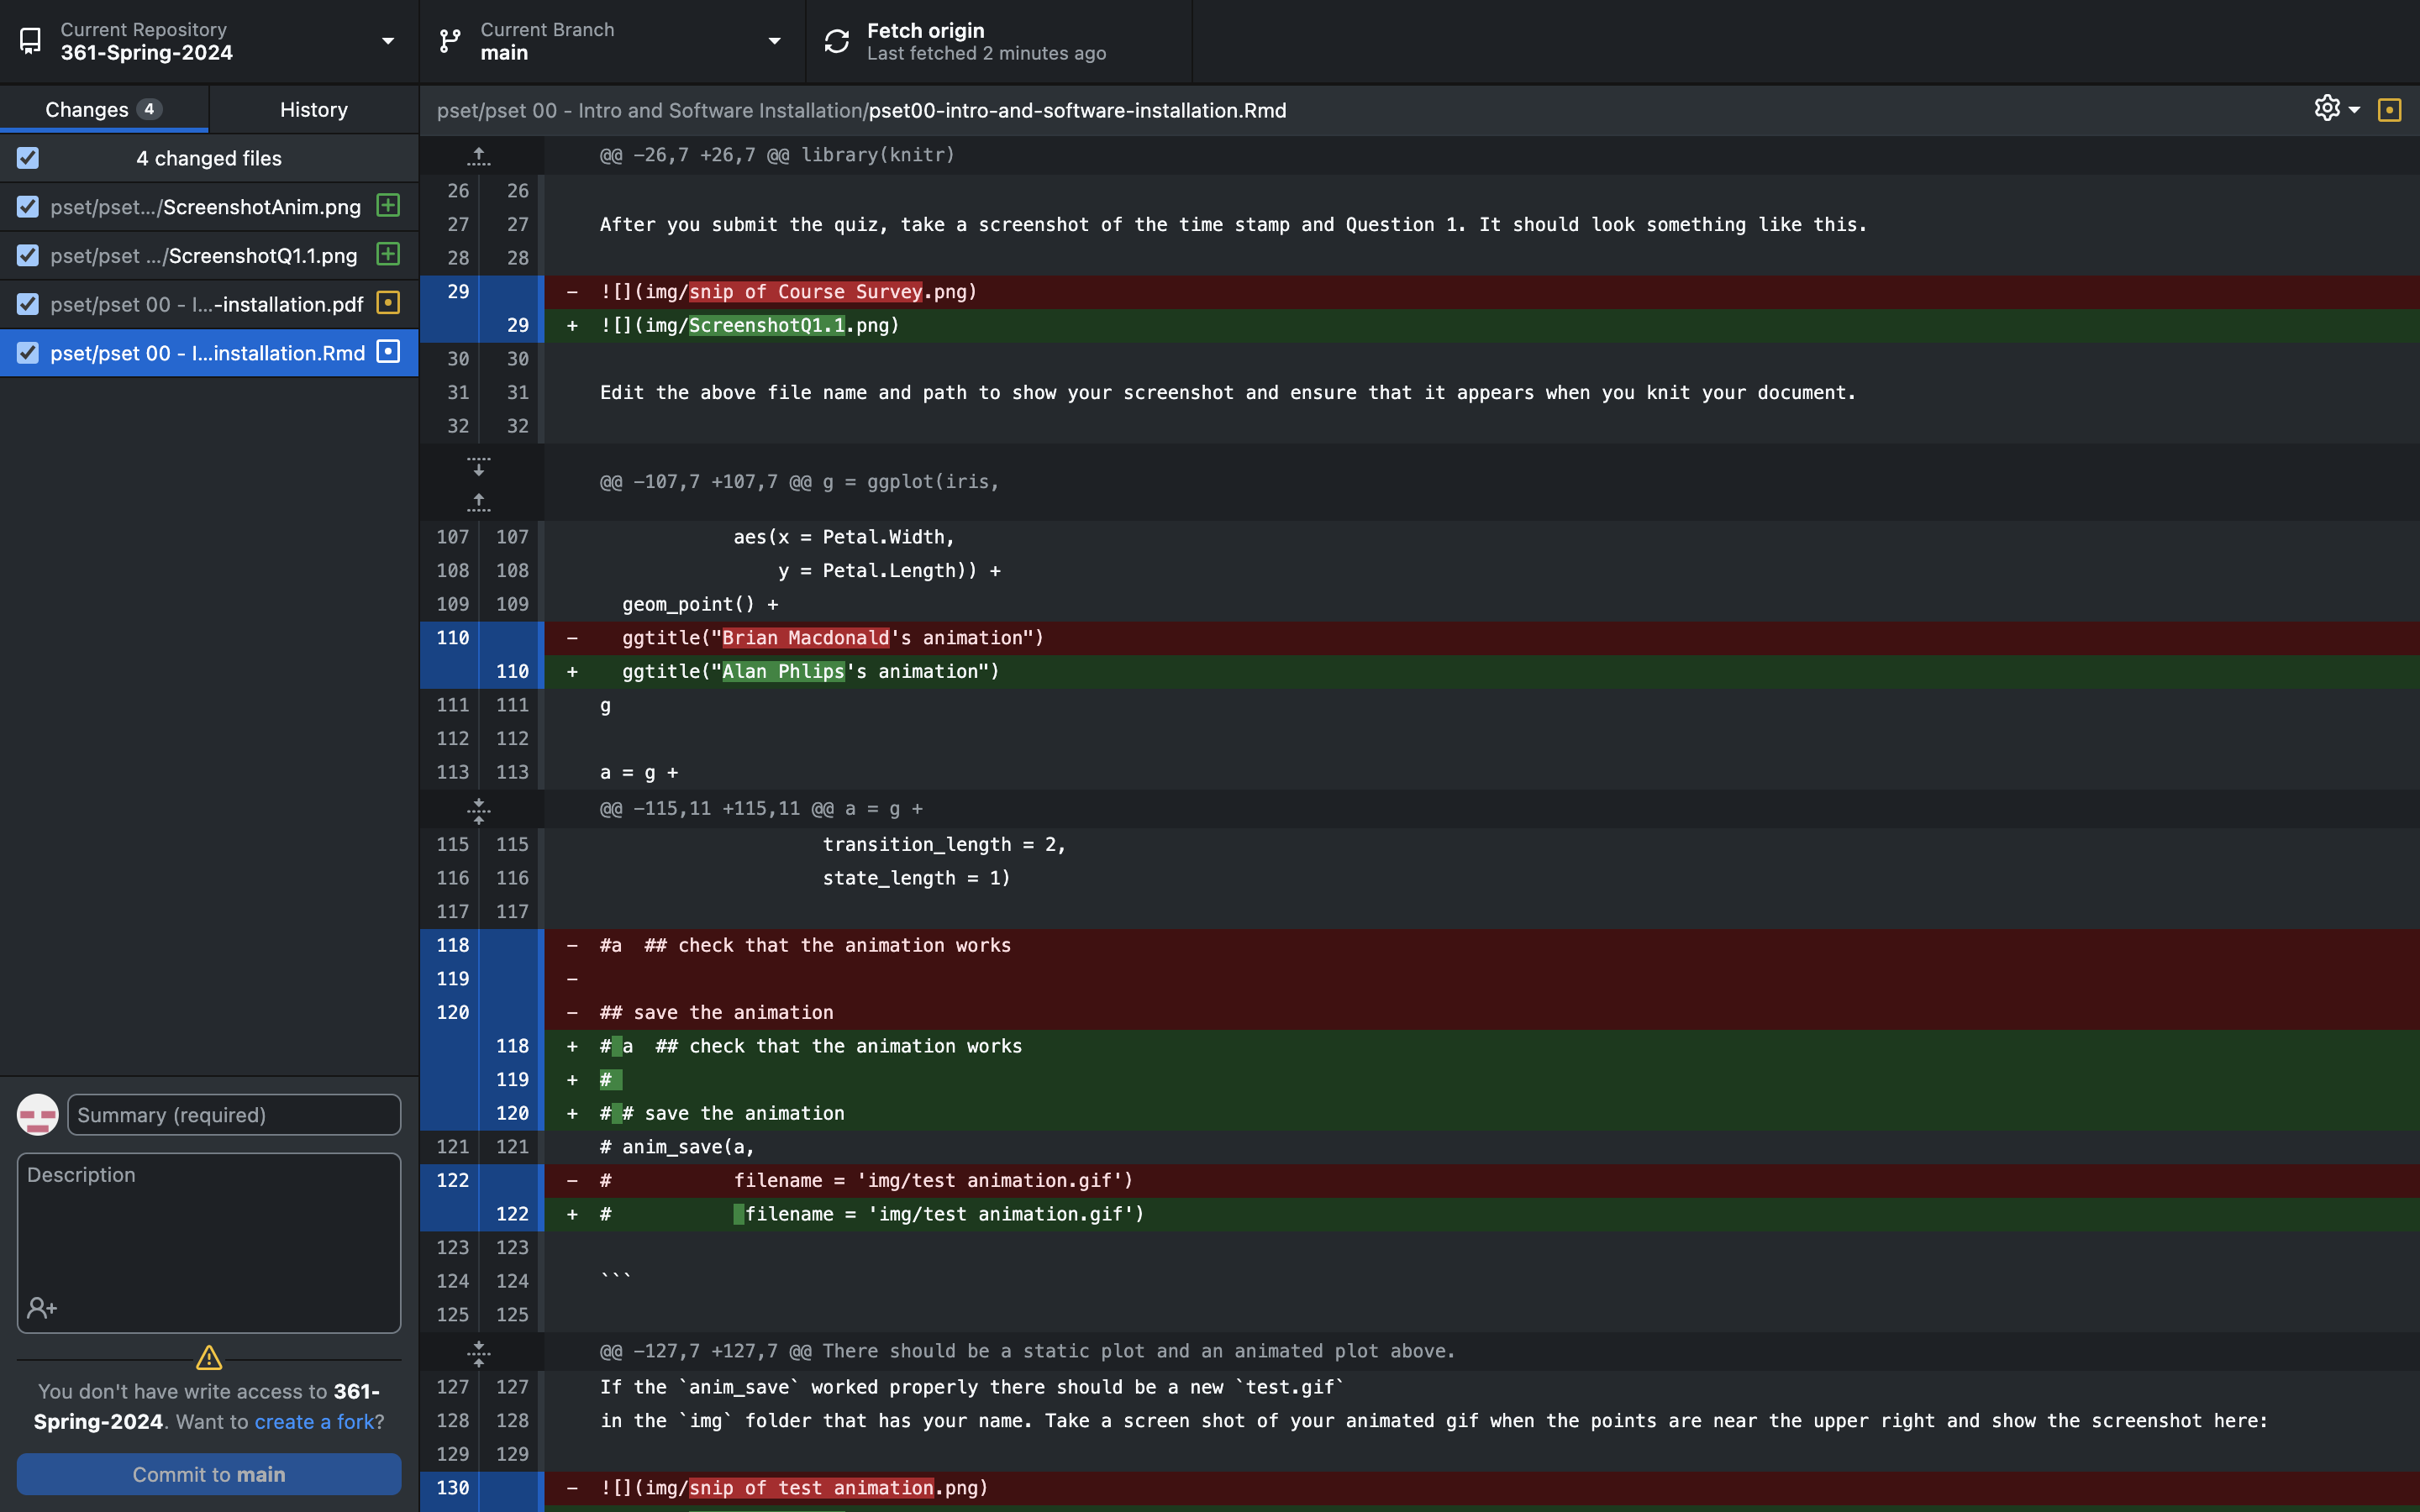 Current Repository
361-Spring-2024
Current Branch
main
Fetch origin
Last fetched 2 minutes ago
Changes 4
History
4 changed files
pset/pset.../ScreenshotAnim.png
pset/pset .../ScreenshotQ1.1.png
pset/pset 00 - I...-installation.pdf
pset/pset 00 - I...installation.Rmd
Summary (required)
Description
You don't have write access to 361-
Spring-2024. Want to create a fork?
Commit to main
pset/pset 00 - Intro and Software Installation/pset00-intro-and-software-installation.Rmd
@@ -26,7 +26,7 @@ library(knitr)
26 26
27 27 After you submit the quiz, take a screenshot of the time stamp and Question 1. It should look something like this.
28 28
29 - ![](img/snip of Course Survey.png)
29 + ![](img/ScreenshotQ1.1.png)
30 30
31 31 Edit the above file name and path to show your screenshot and ensure that it appears when you knit your document.
32 32
@@ -107,7 +107,7 @@ g = ggplot(iris,
107 107 aes(x = Petal.Width,
108 108 y = Petal.Length)) +
109 109 geom_point() +
110 - ggtitle("Brian Macdonald's animation")
110 + ggtitle("Alan Phlips's animation")
111 111 g
112 112
113 113 a = g +
@@ -115,11 +115,11 @@ a = g +
115 115 transition_length = 2,
116 116 state_length = 1)
117 117
118 - #a  ## check that the animation works
119 -
120 - ## save the animation
118 + # a  ## check that the animation works
119 + #
120 + # # save the animation
121 121 # anim_save(a,
122 - #           filename = 'img/test animation.gif')
122 + #            filename = 'img/test animation.gif')
123 123
124 124 ```
125 125
@@ -127,7 +127,7 @@ There should be a static plot and an animated plot above.
127 127 If the `anim_save` worked properly there should be a new `test.gif`
128 128 in the `img` folder that has your name. Take a screen shot of your animated gif when the points are near the upper right and show the screenshot here:
129 129
130 - ![](img/snip of test animation.png)